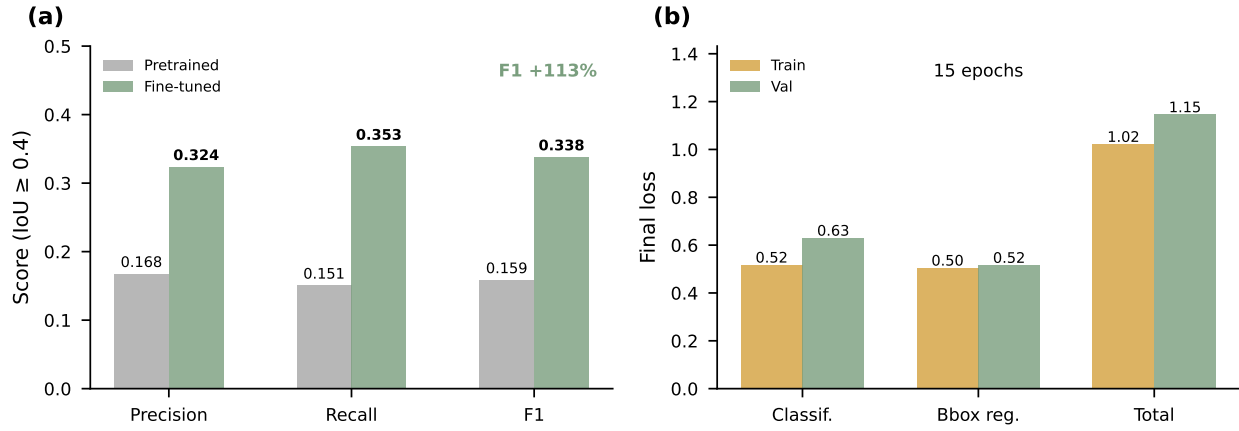 (a)
Score (IoU ≥ 0.4)
0.5
0.4
0.3
0.2
0.1
0.0
Pretrained
Fine-tuned
F1 +113%
0.168
0.324
0.151
0.353
0.159
0.338
Precision
Recall
F1
(b)
Final loss
1.4
1.2
1.0
0.8
0.6
0.4
0.2
0.0
Train
Val
15 epochs
0.52
0.63
0.50
0.52
1.02
1.15
Classif.
Bbox reg.
Total